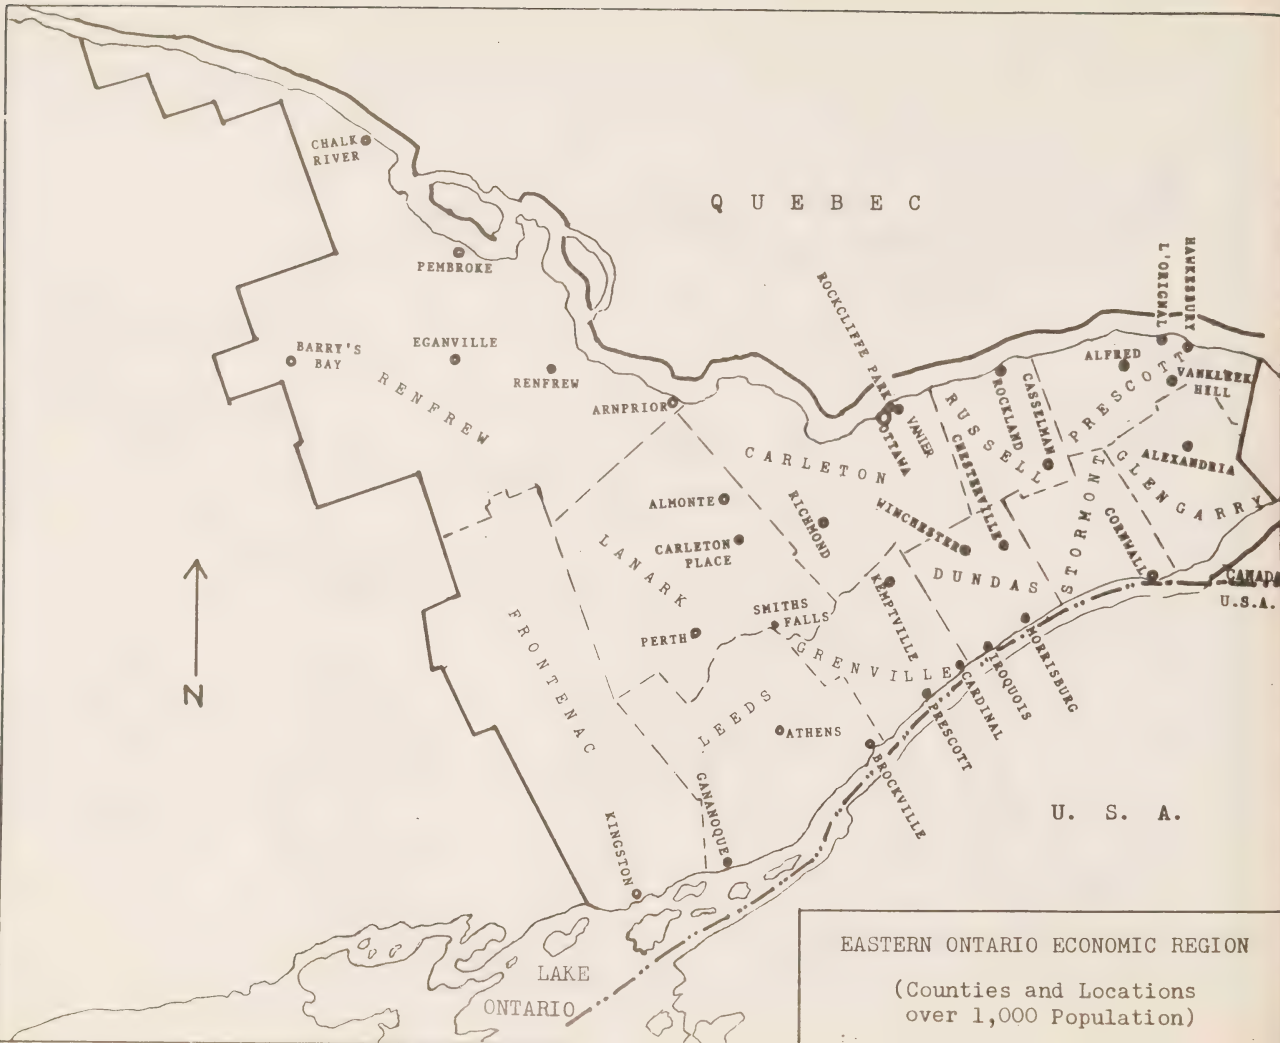 QUEBEC
CHALK
RIVER
PEMBROKE
BARRY'S
BAY
EGANVILLE
RENFREW
RENFREW
ARNPRIOR
ROCKCLIFFE PARK
OTTAWA
VANIER
L'ORIGNAL
HAWKESBURY
ALFRED
VANKLEEK
HILL
PRESCOTT
ROCKLAND
CASSELMAN
RUSSELL
CARLETON
ALEXANDRIA
GLENGARRY
STORMONT
CORNWALL
CHESTERVILLE
WINCHESTER
DUNDAS
ALMONTE
CARLETON
PLACE
RICHMOND
LANARK
PERTH
SMITHS
FALLS
KEMPTVILLE
GRENVILLE
MORRISBURG
IROQUOIS
CARDINAL
PRESCOTT
CANADA
U.S.A.
FRONTENAC
LEEDS
ATHENS
BROCKVILLE
GANANOQUE
KINGSTON
N
U. S. A.
LAKE
ONTARIO
EASTERN ONTARIO ECONOMIC REGION
(Counties and Locations
over 1,000 Population)